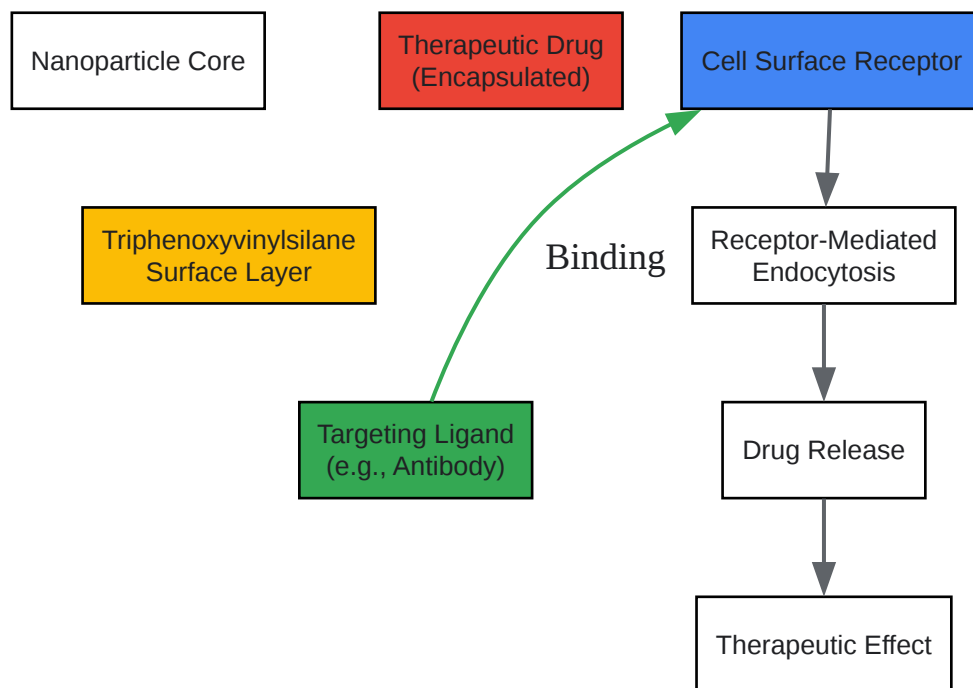 Nanoparticle Core
Therapeutic Drug
(Encapsulated)
Cell Surface Receptor
Triphenoxyvinylsilane
Surface Layer
Binding
Receptor-Mediated
Endocytosis
Targeting Ligand
(e.g., Antibody)
Drug Release
Therapeutic Effect